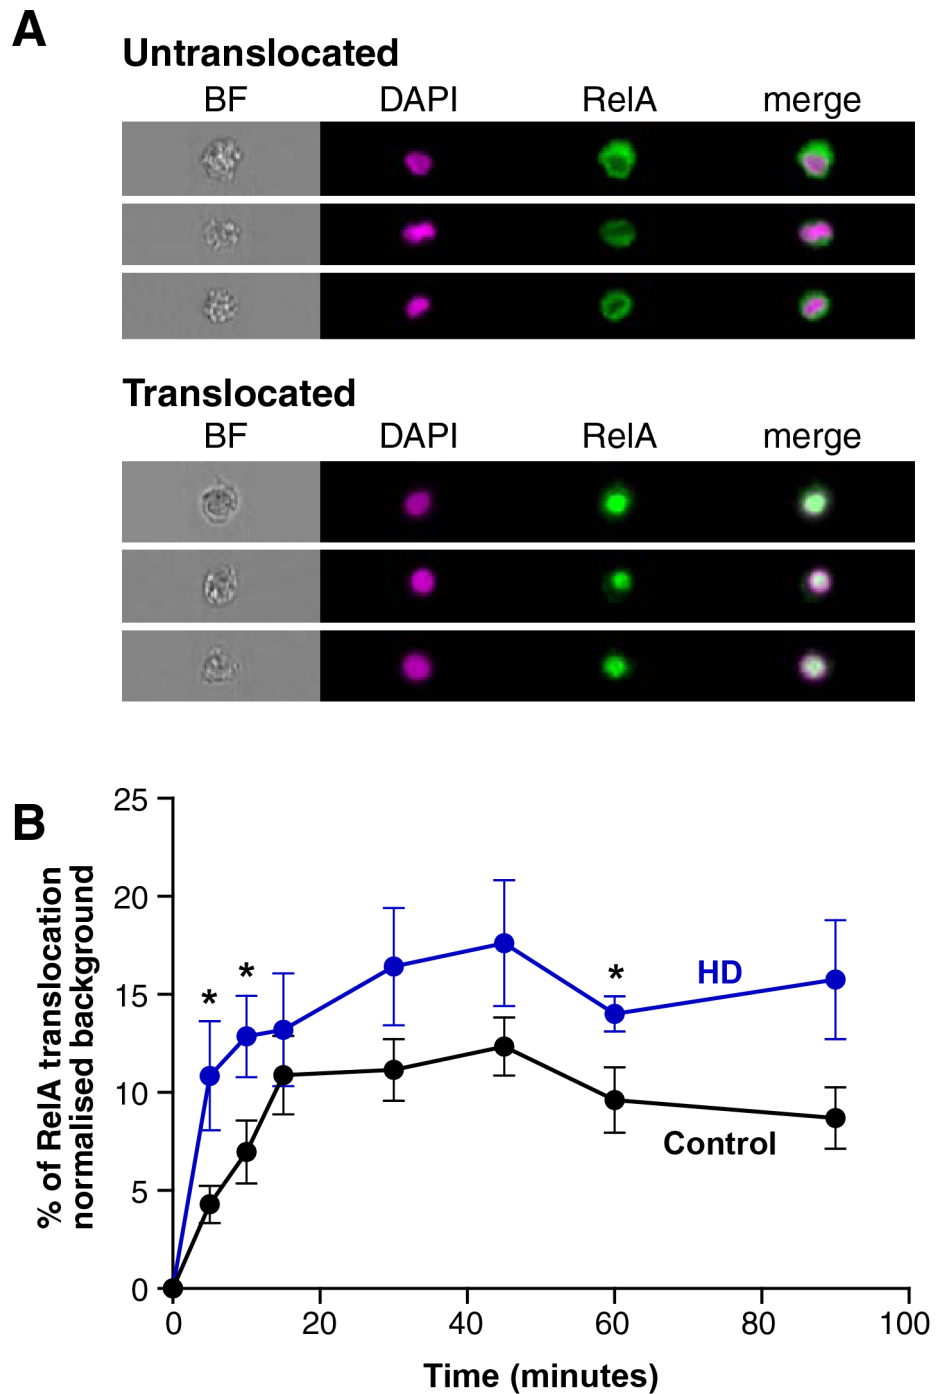 A
Untranslocated
BF DAPI RelA merge
Translocated
BF DAPI RelA merge
B
% of RelA translocation
normalised background
25
20
15
10
5
0
* * *
HD
Control
0 20 40 60 80 100
Time (minutes)